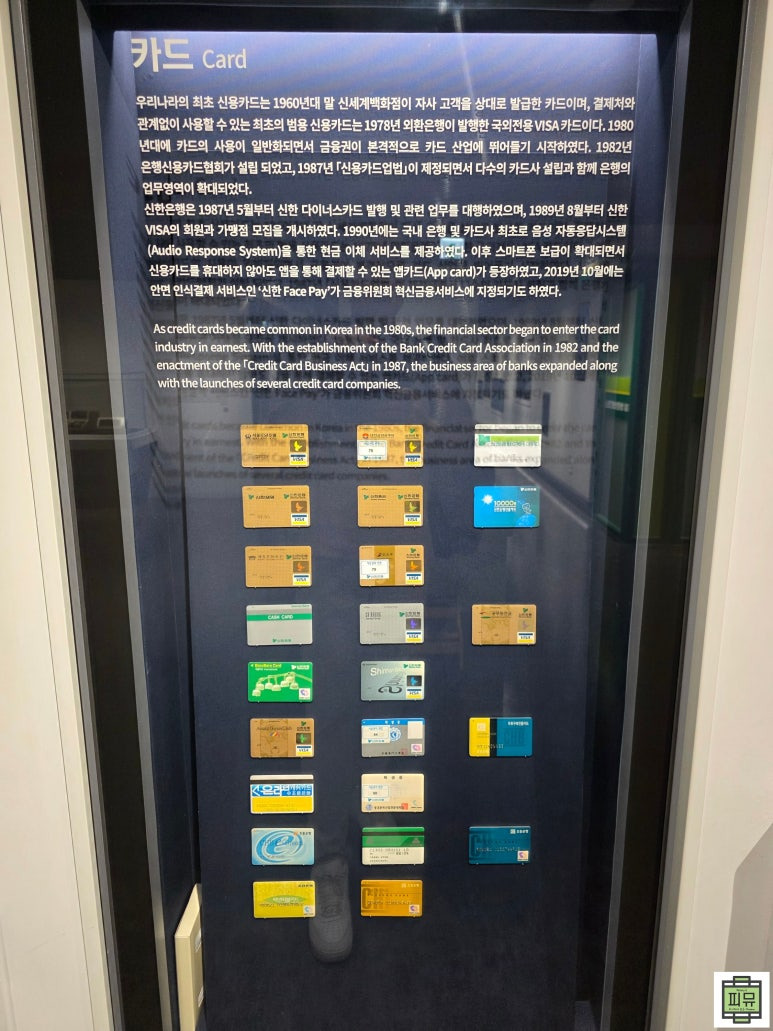 카드 Card
우리나라의 최초 신용카드는 1960년대 말 신세계백화점이 자사 고객을 상대로 발급한 카드이며, 결제처와
관계없이 사용할 수 있는 최초의 범용 신용카드는 1978년 외환은행이 발행한 국외전용 VISA 카드이다. 1980
년대에 카드의 사용이 일반화되면서 금융권이 본격적으로 카드 산업에 뛰어들기 시작하였다. 1982년
은행신용카드협회가 설립 되었고, 1987년 「신용카드업법」이 제정되면서 다수의 카드사 설립과 함께 은행의
업무영역이 확대되었다.
신한은행은 1987년 5월부터 신한 다이너스카드 발행 및 관련 업무를 대행하였으며, 1989년 8월부터 신한
VISA의 회원과 가맹점 모집을 개시하였다. 1990년에는 국내 은행 및 카드사 최초로 음성 자동응답시스템
(Audio Response System)을 통한 현금 이체 서비스를 제공하였다. 이후 스마트폰 보급이 확대되면서
신용카드를 휴대하지 않아도 앱을 통해 결제할 수 있는 앱카드(App card)가 등장하였고, 2019년 10월에는
안면 인식결제 서비스인 ‘신한 Face Pay’가 금융위원회 혁신금융서비스에 지정되기도 하였다.
As credit cards became common in Korea in the 1980s, the financial sector began to enter the card
industry in earnest. With the establishment of the Bank Credit Card Association in 1982 and the
enactment of the 「Credit Card Business Act」 in 1987, the business area of banks expanded along
with the launches of several credit card companies.
VISA
VISA
VISA
VISA
10000s
VISA
CASH CARD
VISA
VISA
VISA
VISA
피뮤